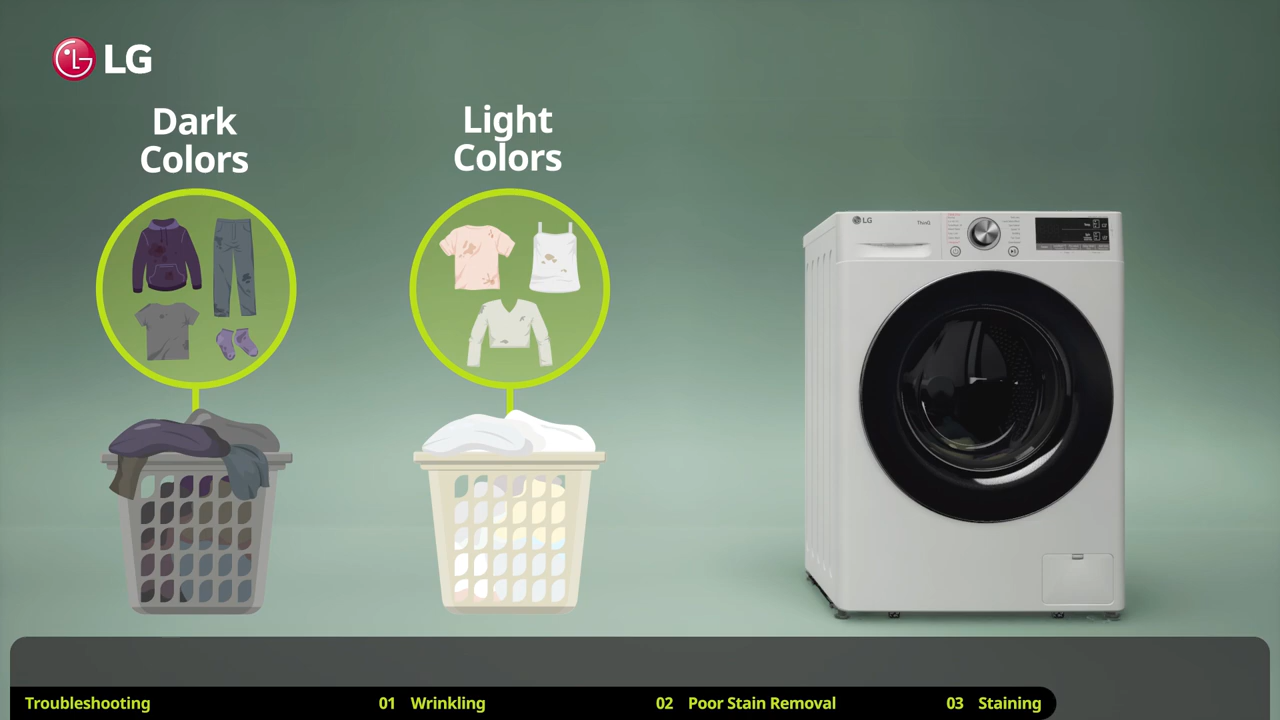 LG
Dark
Colors
Light
Colors
LG
ThinQ
Troubleshooting
01 Wrinkling
02 Poor Stain Removal
03 Staining